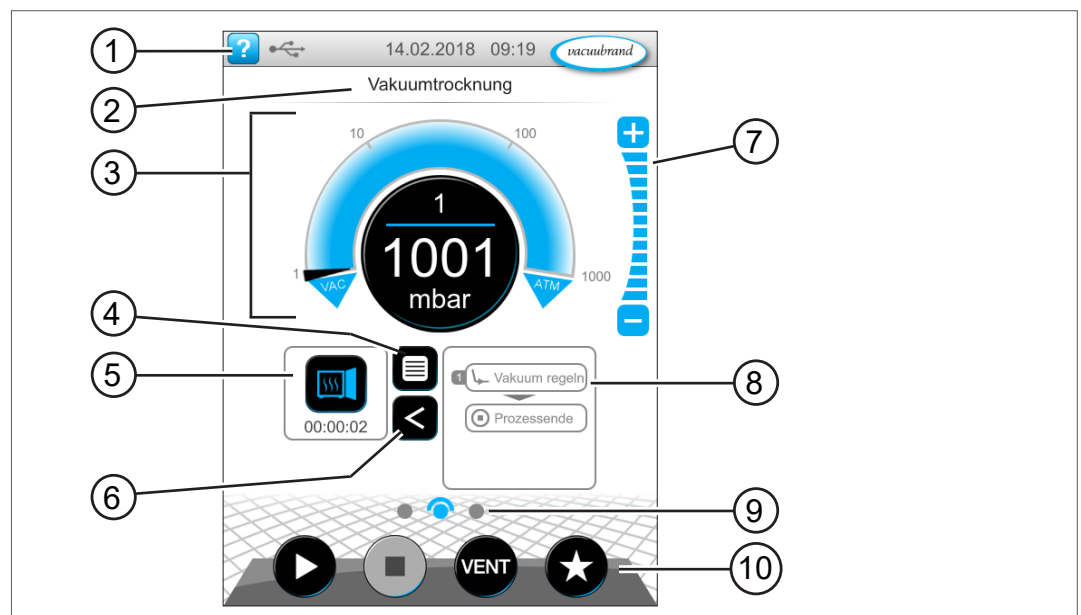 1
? 14.02.2018 09:19 vacuubrand
2
Vakuumtrocknung
3
10 100
+
7
1
1001
mbar
1 1000
VAC ATM
−
4
5
1 Vakuum regeln
8
00:00:02
<
Prozessende
6
9
VENT
10